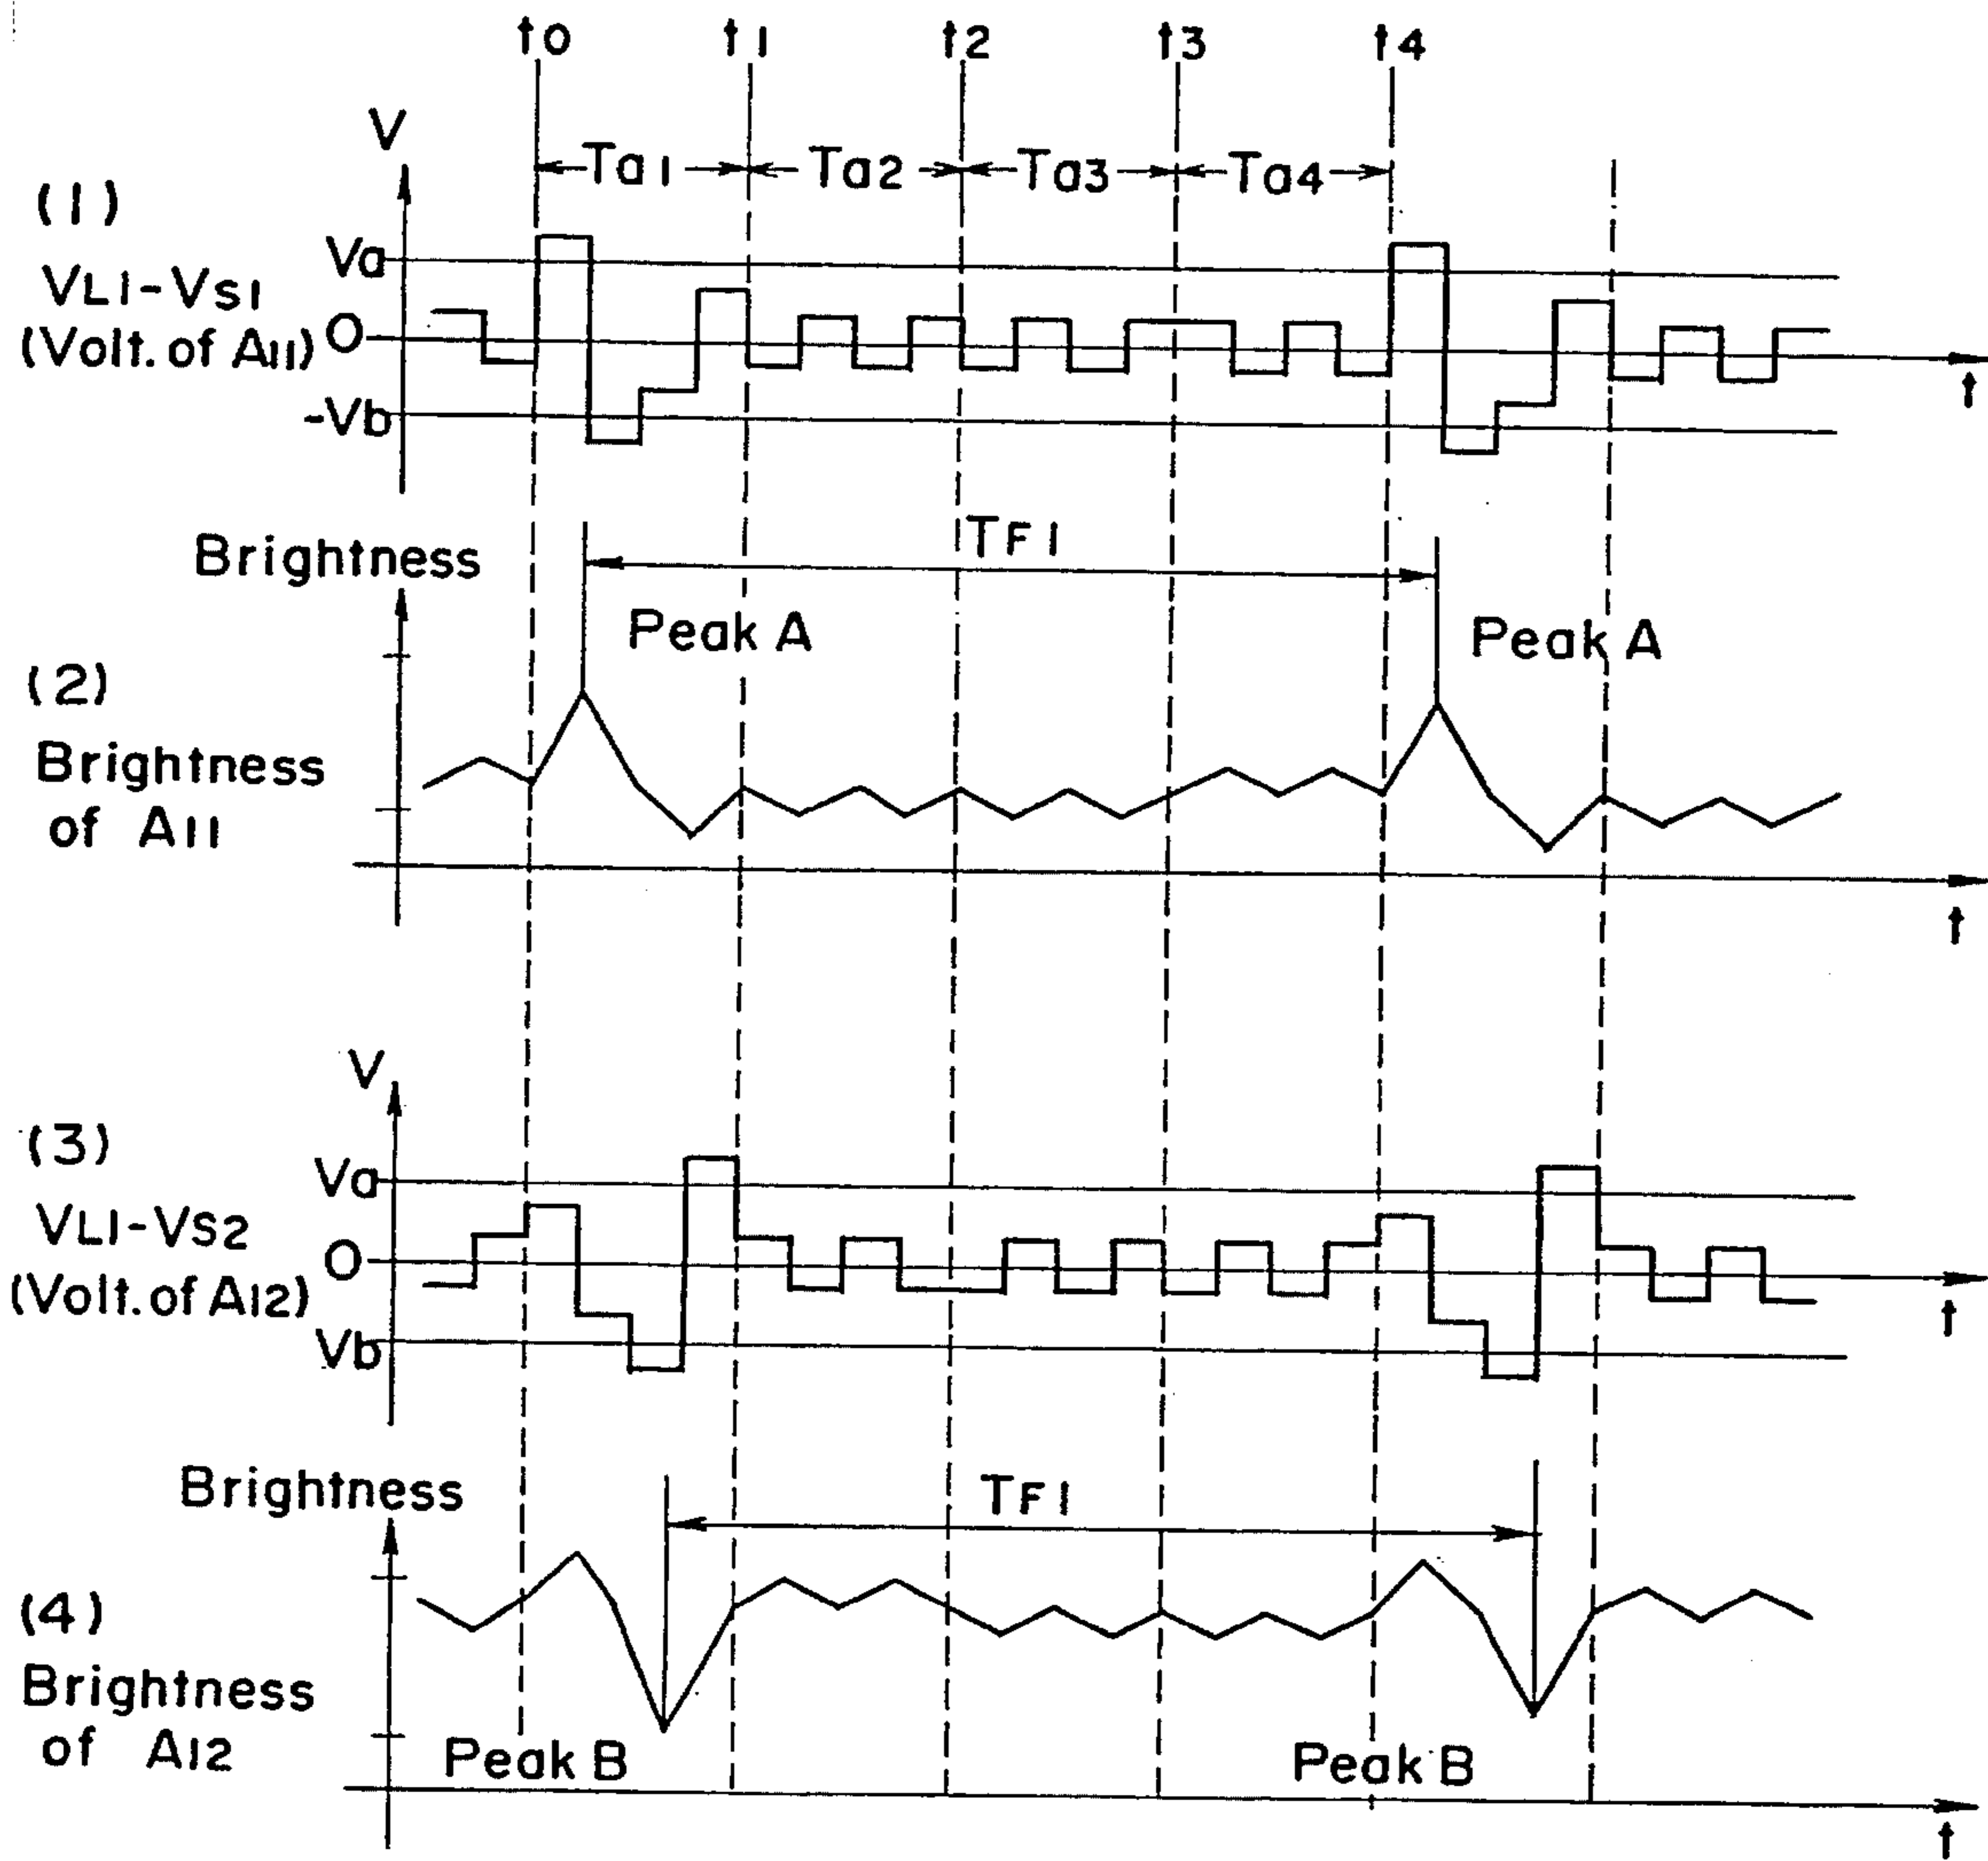 t0 t1 t2 t3 t4
V
Ta1 Ta2 Ta3 Ta4
(1)
Va
VL1-VS1
(Volt. of A11)
0
t
-Vb
TF1
Brightness
Peak A
Peak A
(2)
Brightness
of A11
t
V
(3)
Va
VL1-VS2
0
(Volt. of A12)
t
Vb
Brightness
TF1
(4)
Brightness
of A12
Peak B
Peak B
t